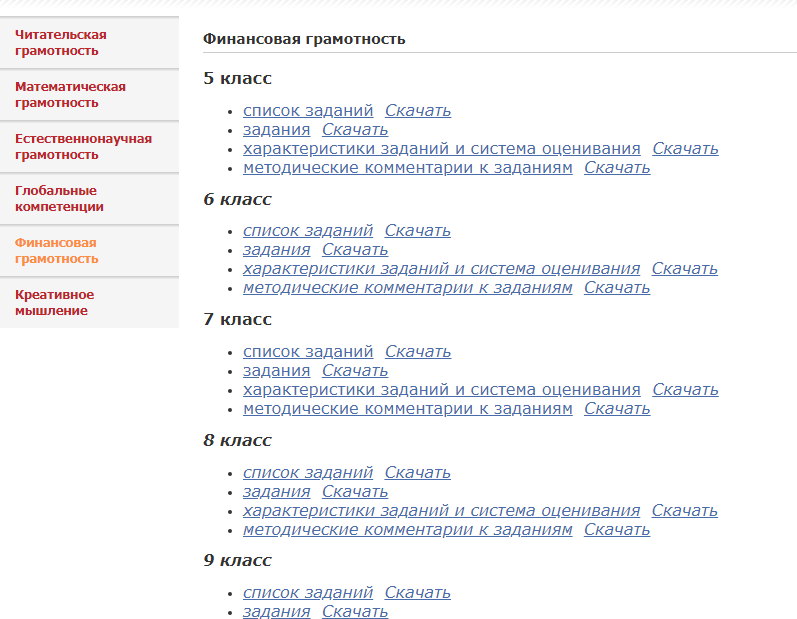 Читательская
грамотность
Математическая
грамотность
Естественнонаучная
грамотность
Глобальные
компетенции
Финансовая
грамотность
Креативное
мышление
Финансовая грамотность
5 класс
список заданий Скачать
задания Скачать
характеристики заданий и система оценивания Скачать
методические комментарии к заданиям Скачать
6 класс
список заданий Скачать
задания Скачать
характеристики заданий и система оценивания Скачать
методические комментарии к заданиям Скачать
7 класс
список заданий Скачать
задания Скачать
характеристики заданий и система оценивания Скачать
методические комментарии к заданиям Скачать
8 класс
список заданий Скачать
задания Скачать
характеристики заданий и система оценивания Скачать
методические комментарии к заданиям Скачать
9 класс
список заданий Скачать
задания Скачать